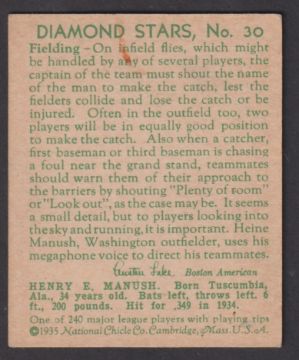 DIAMOND STARS, No. 30
Fielding - On infield flies, which might
be handled by any of several players, the
captain of the team must shout the name
of the man to make the catch, lest the
fielders collide and lose the catch or be
injured. Often in the outfield too, two
players will be in equally good position
to make the catch. Also when a catcher,
first baseman or third baseman is chasing
a foul near the grand stand, teammates
should warn them of their approach to
the barriers by shouting "Plenty of room"
or "Look out", as the case may be. It seems
a small detail, but to players looking into
the sky and running, it is important. Heine
Manush, Washington outfielder, uses his
megaphone voice to direct his teammates.
Austen Lake Boston American
HENRY E. MANUSH. Born Tuscumbia,
Ala., 34 years old. Bats left, throws left. 6
ft., 200 pounds. Hit for .349 in 1934.
One of 240 major league players with playing tips
©1935 National Chicle Co. Cambridge, Mass. U.S.A.